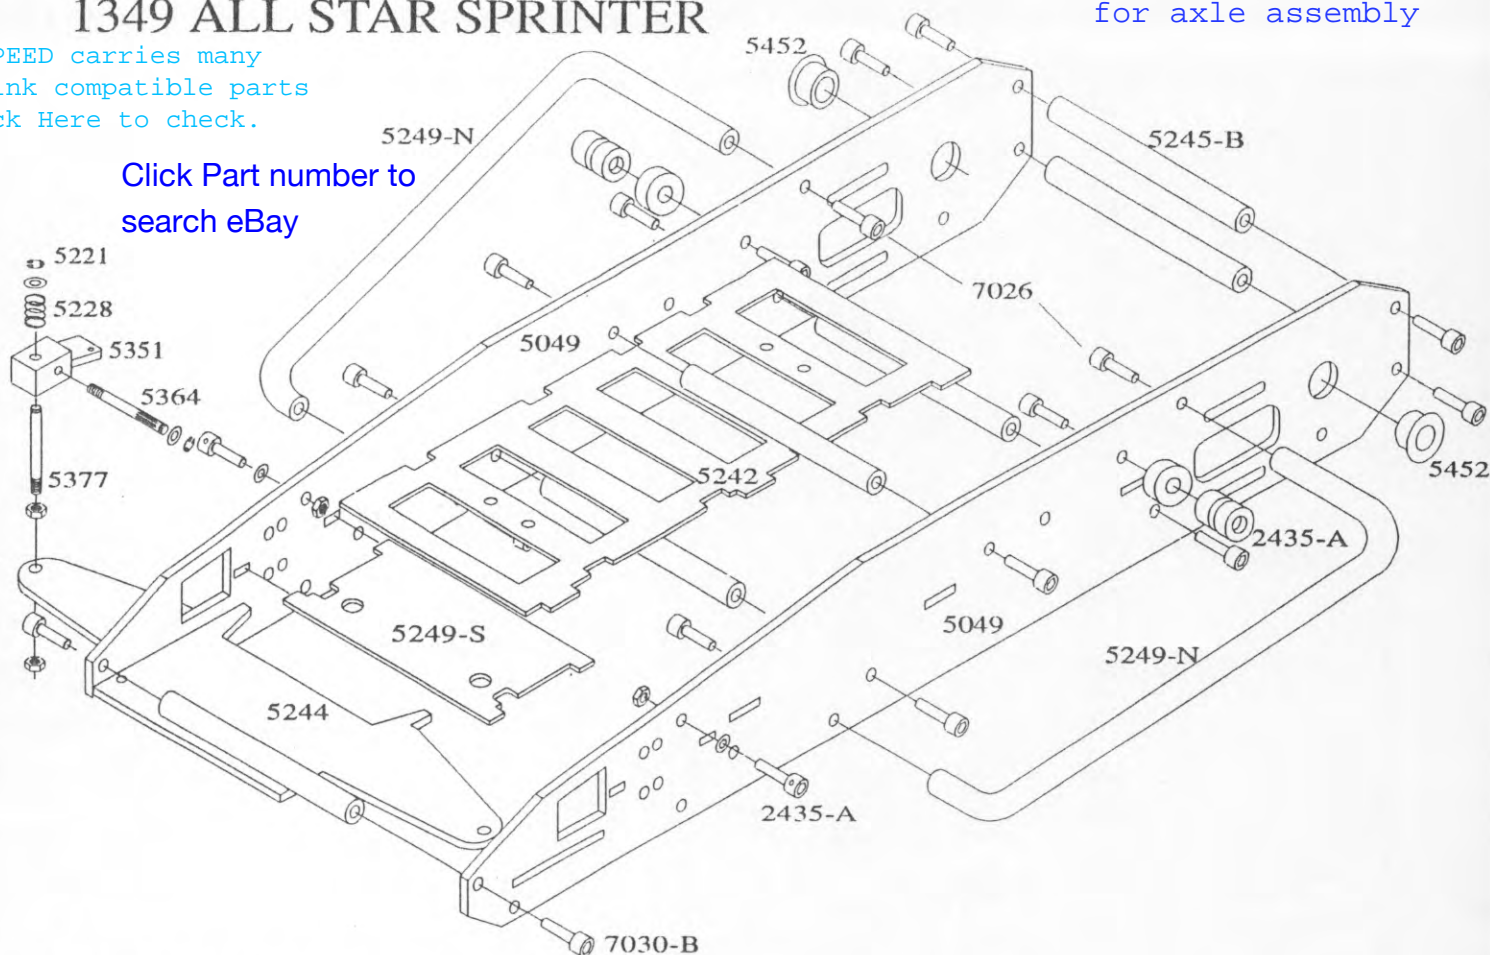 1349 ALL STAR SPRINTER
for axle assembly
carries many
compatible parts
Here to check.
Click Part number to
search eBay
5452
5249-N
5245-B
5221
5228
5351
5364
5377
7026
5049
5242
5452
2435-A
5249-S
5049
5249-N
5244
2435-A
7030-B